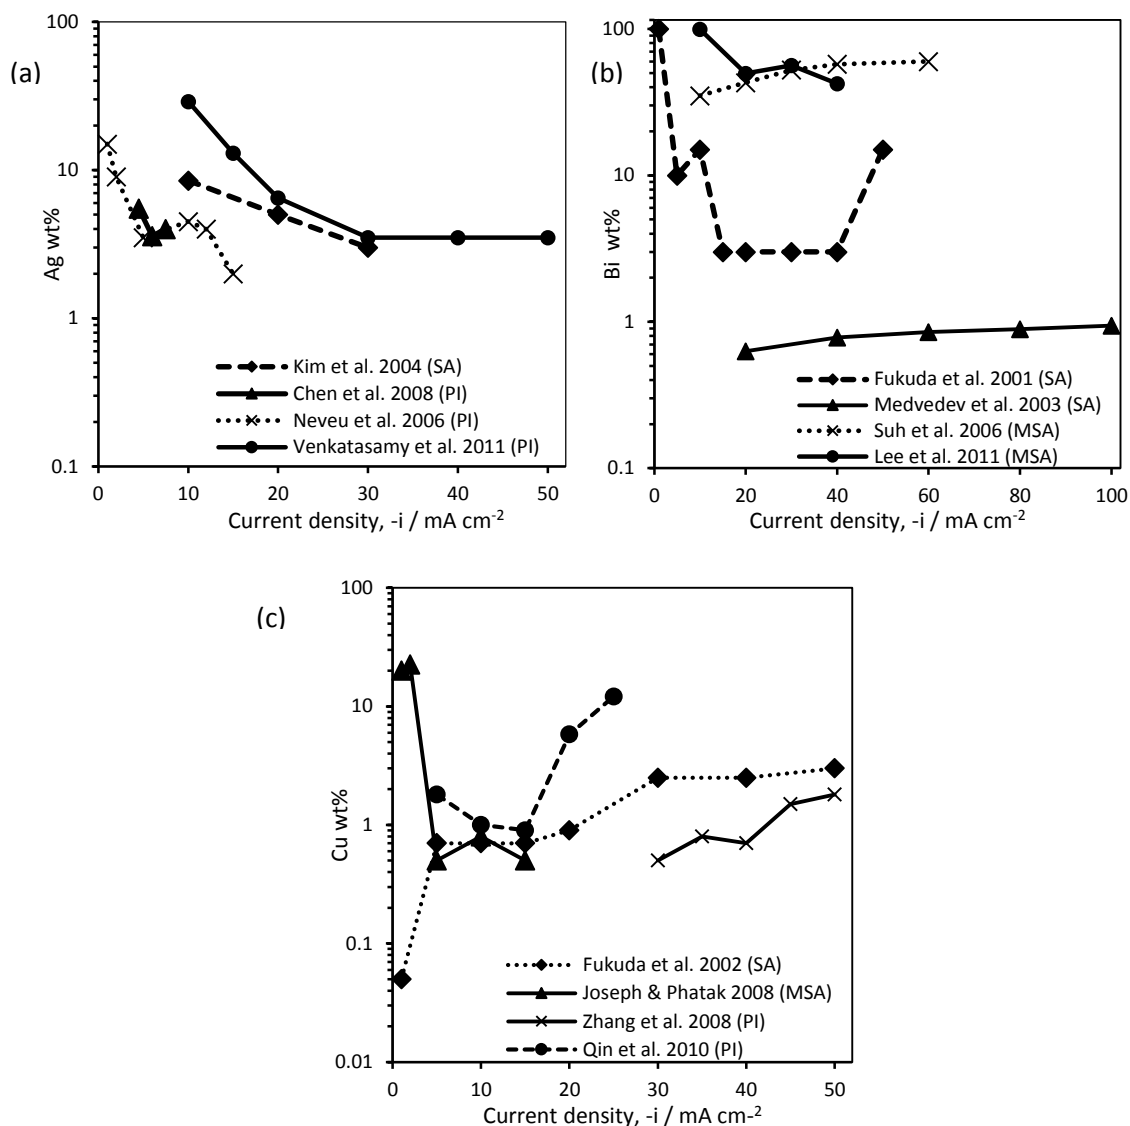 (a)
Ag wt%
100
10
1
0.1
Kim et al. 2004 (SA)
Chen et al. 2008 (PI)
Neveu et al. 2006 (PI)
Venkatasamy et al. 2011 (PI)
0 10 20 30 40 50
Current density, -i / mA cm-2
(b)
Bi wt%
100
10
1
0.1
Fukuda et al. 2001 (SA)
Medvedev et al. 2003 (SA)
Suh et al. 2006 (MSA)
Lee et al. 2011 (MSA)
0 20 40 60 80 100
Current density, -i / mA cm-2
(c)
Cu wt%
100
10
1
0.1
0.01
Fukuda et al. 2002 (SA)
Joseph & Phatak 2008 (MSA)
Zhang et al. 2008 (PI)
Qin et al. 2010 (PI)
0 10 20 30 40 50
Current density, -i / mA cm-2